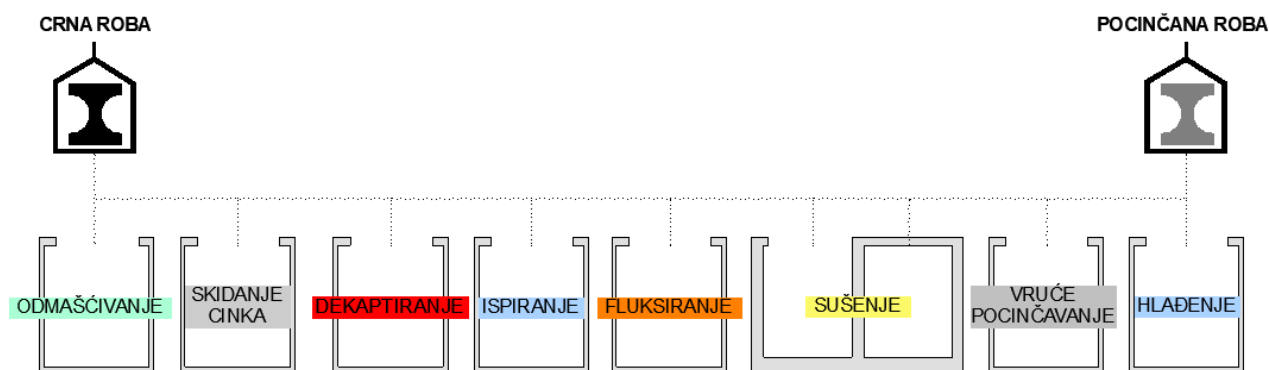 CRNA ROBA
POCINČANA ROBA
ODMAŠĆIVANJE
SKIDANJE
CINKA
DEKAPTIRANJE
ISPIRANJE
FLUKSIRANJE
SUŠENJE
VRUĆE
POCINČAVANJE
HLAĐENJE